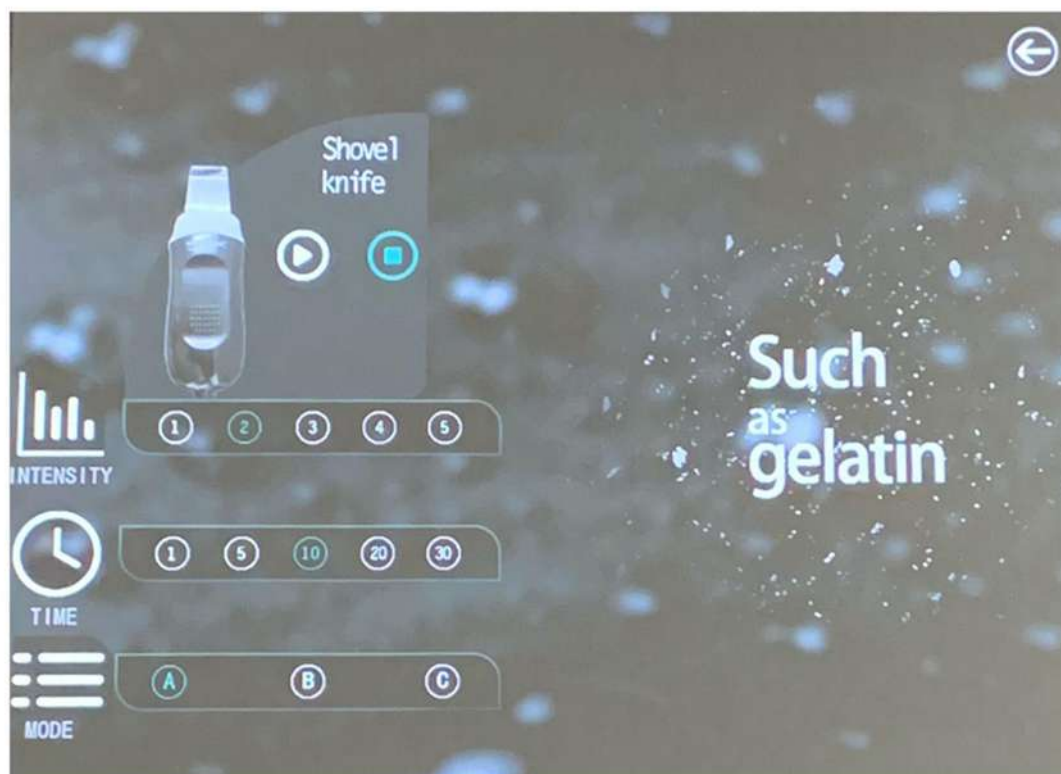 Shovel
knife
1 2 3 4 5
INTENSITY
1 5 10 20 30
TIME
A B C
MODE
Such
as
gelatin